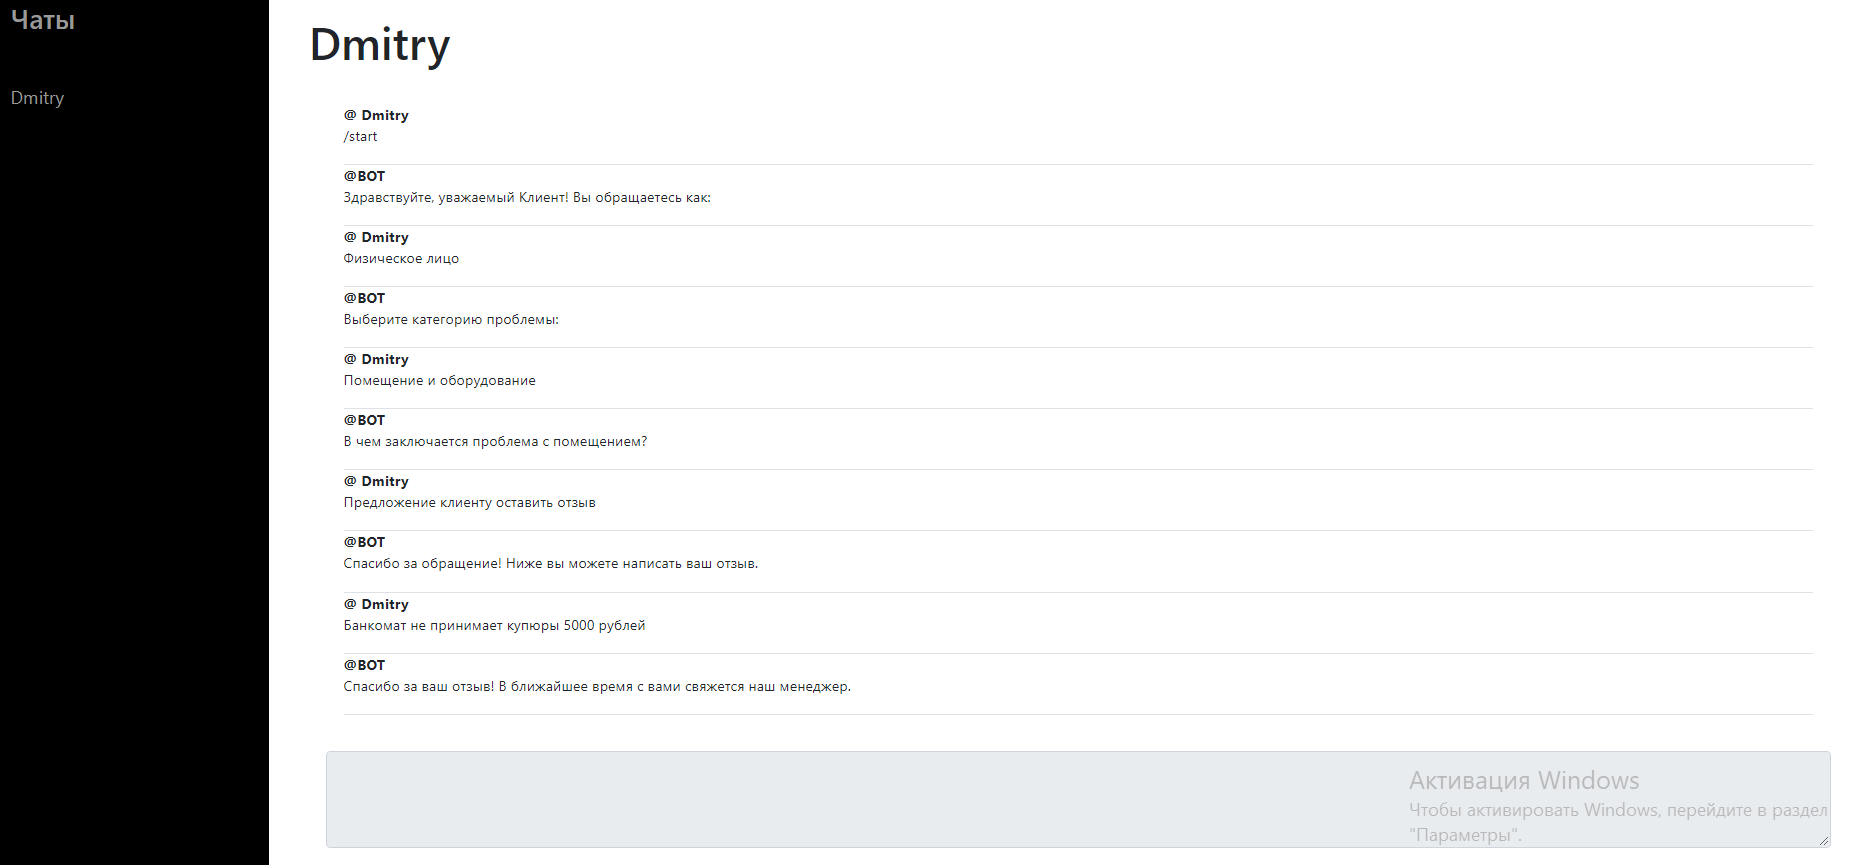 Чаты
Dmitry
Dmitry
@ Dmitry
/start
@BOT
Здравствуйте, уважаемый Клиент! Вы обращаетесь как:
@ Dmitry
Физическое лицо
@BOT
Выберите категорию проблемы:
@ Dmitry
Помещение и оборудование
@BOT
В чем заключается проблема с помещением?
@ Dmitry
Предложение клиенту оставить отзыв
@BOT
Спасибо за обращение! Ниже вы можете написать ваш отзыв.
@ Dmitry
Банкомат не принимает купюры 5000 рублей
@BOT
Спасибо за ваш отзыв! В ближайшее время с вами свяжется наш менеджер.
Активация Windows
Чтобы активировать Windows, перейдите в раздел
"Параметры".